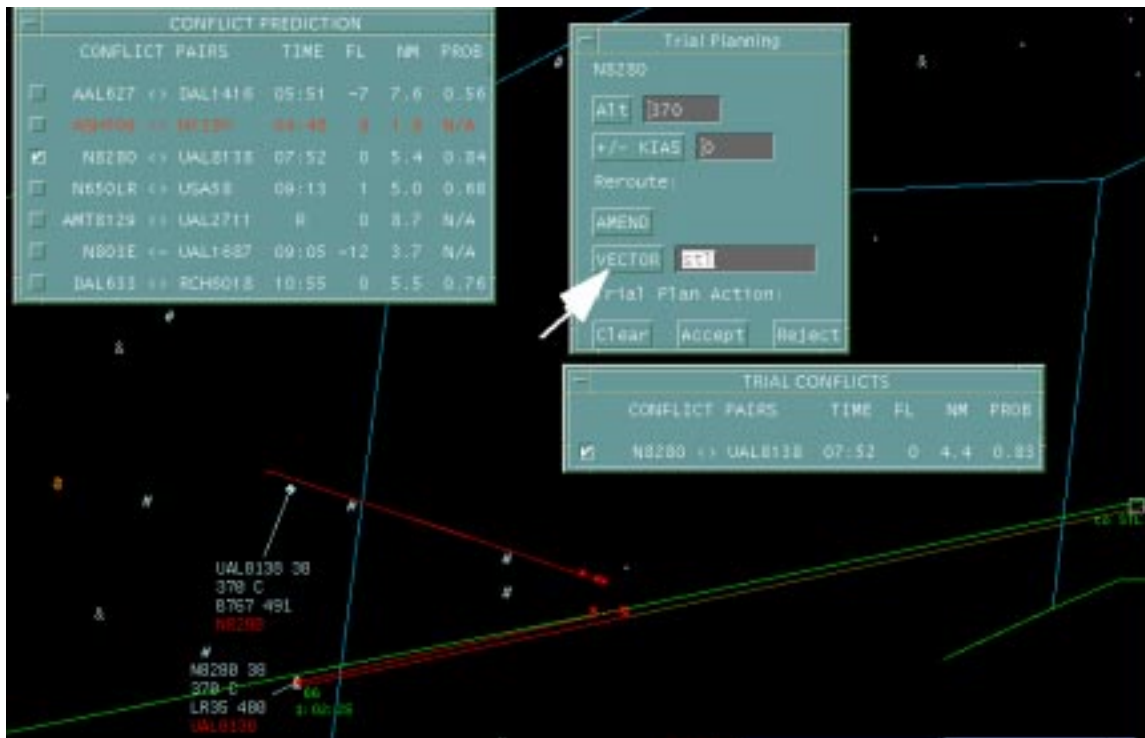 CONFLICT PREDICTION
CONFLICT PAIRS TIME FL NM PROB
AAL627 <> DAL1416 05:51 -7 7.6 0.56
N/A
N8280 <> UAL8138 07:52 0 5.4 0.84
N650LR <> USA58 09:13 1 5.0 0.68
AMT8129 <> UAL2711 R 0 8.7 N/A
N803E <- UAL1687 09:05 -12 3.7 N/A
DAL633 <> RCH6018 10:55 0 5.5 0.76
Trial Planning
N8280
Alt 370
+/- KIAS 0
Reroute:
AMEND
VECTOR stl
Trial Plan Action:
Clear Accept Reject
TRIAL CONFLICTS
CONFLICT PAIRS TIME FL NM PROB
N8280 <> UAL8138 07:52 0 4.4 0.83
UAL8138 38
370 C
B767 491
N8280
N8280 38
370 C
LR35 480
UAL8138